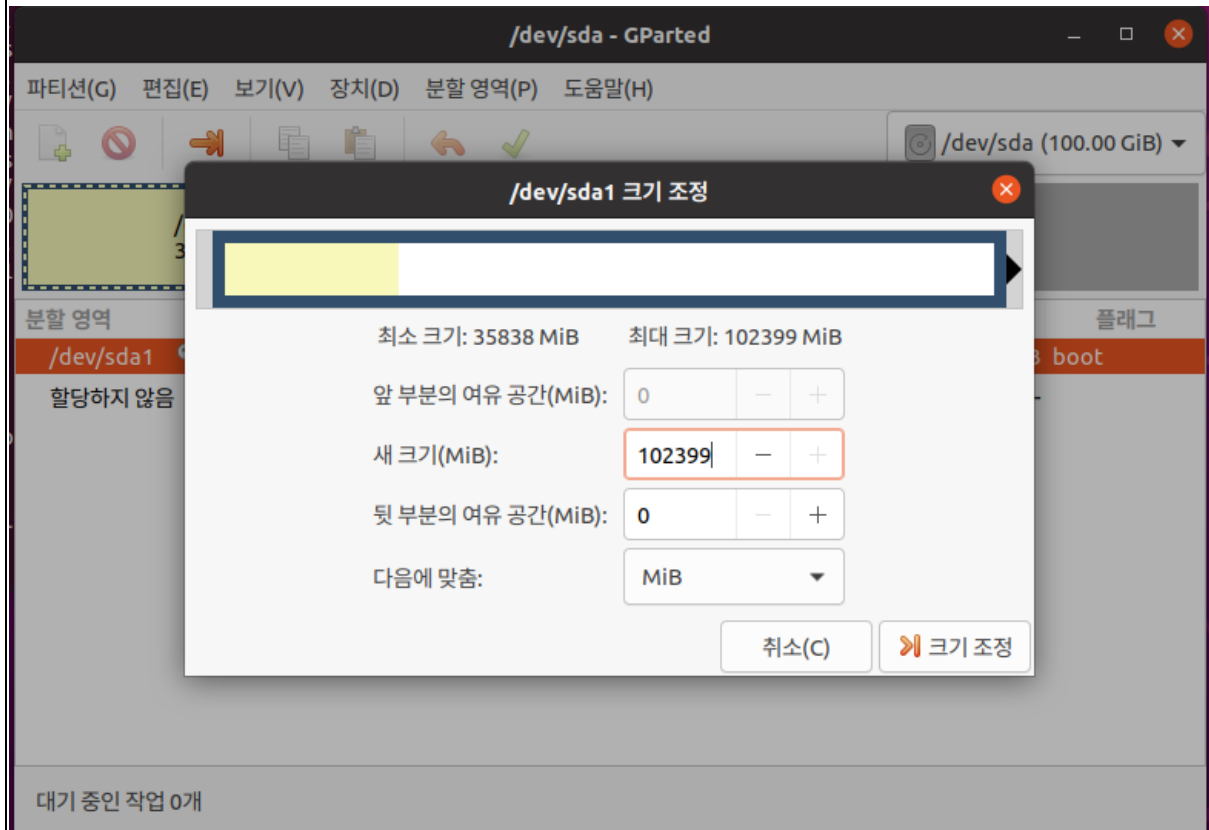 /dev/sda - GParted
파티션(G) 편집(E) 보기(V) 장치(D) 분할 영역(P) 도움말(H)
/dev/sda (100.00 GiB)
/dev/sda1 크기 조정
최소 크기: 35838 MiB 최대 크기: 102399 MiB
앞 부분의 여유 공간(MiB): 0
새 크기(MiB): 102399
뒷 부분의 여유 공간(MiB): 0
다음에 맞춤: MiB
취소(C) 크기 조정
분할 영역 플래그
/dev/sda1 boot
할당하지 않음 -
대기 중인 작업 0개